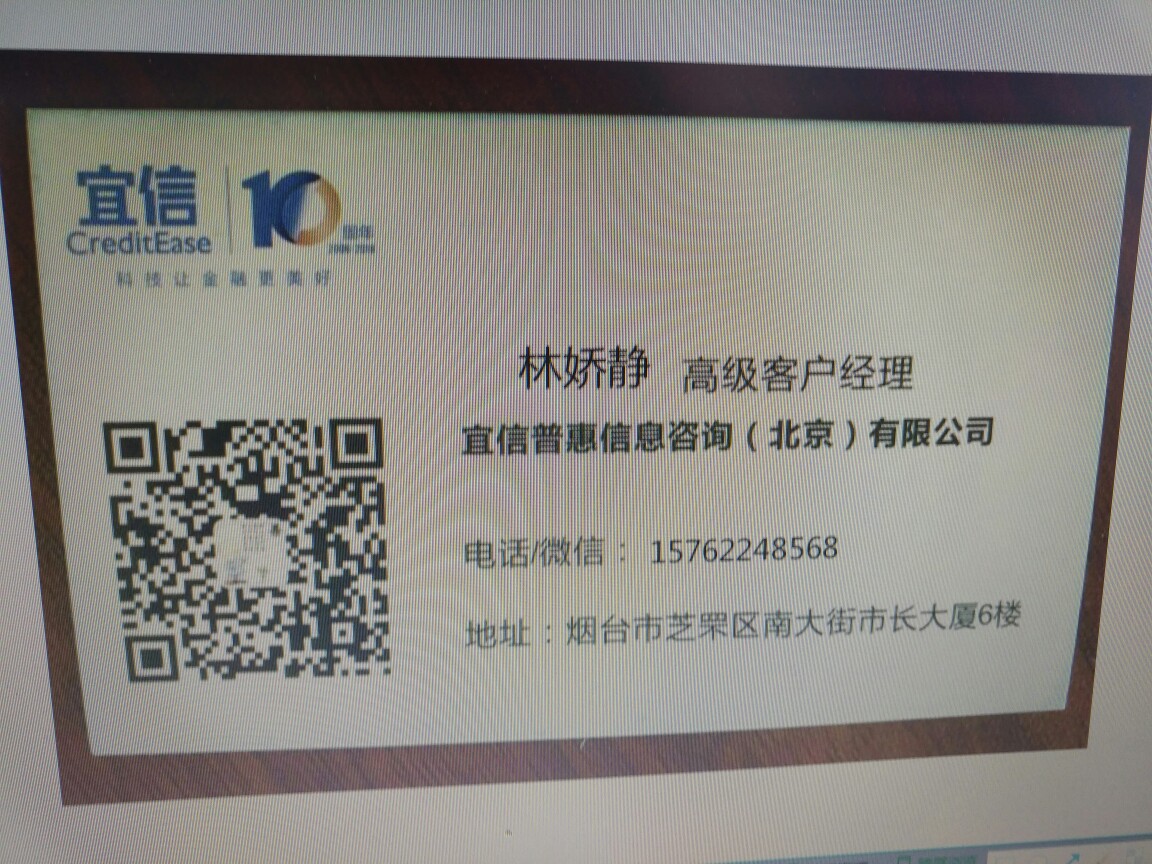 宜信
CreditEase
10
周年
科技让金融更美好
林娇静 高级客户经理
宜信普惠信息咨询（北京）有限公司
电话/微信： 15762248568
地址：烟台市芝罘区南大街市长大厦6楼